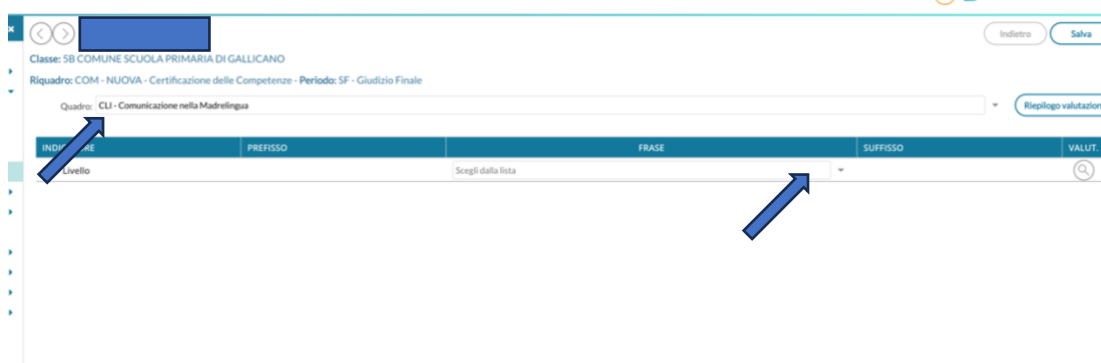 Indietro Salva
Classe: 5B COMUNE SCUOLA PRIMARIA DI GALLICANO
Riquadro: COM - NUOVA - Certificazione delle Competenze - Periodo: SF - Giudizio Finale
Quadro: CLI - Comunicazione nella Madrelingua Riepilogo valutazion
PREFISSO FRASE SUFFISSO VALUT.
Livello Scegli dalla lista